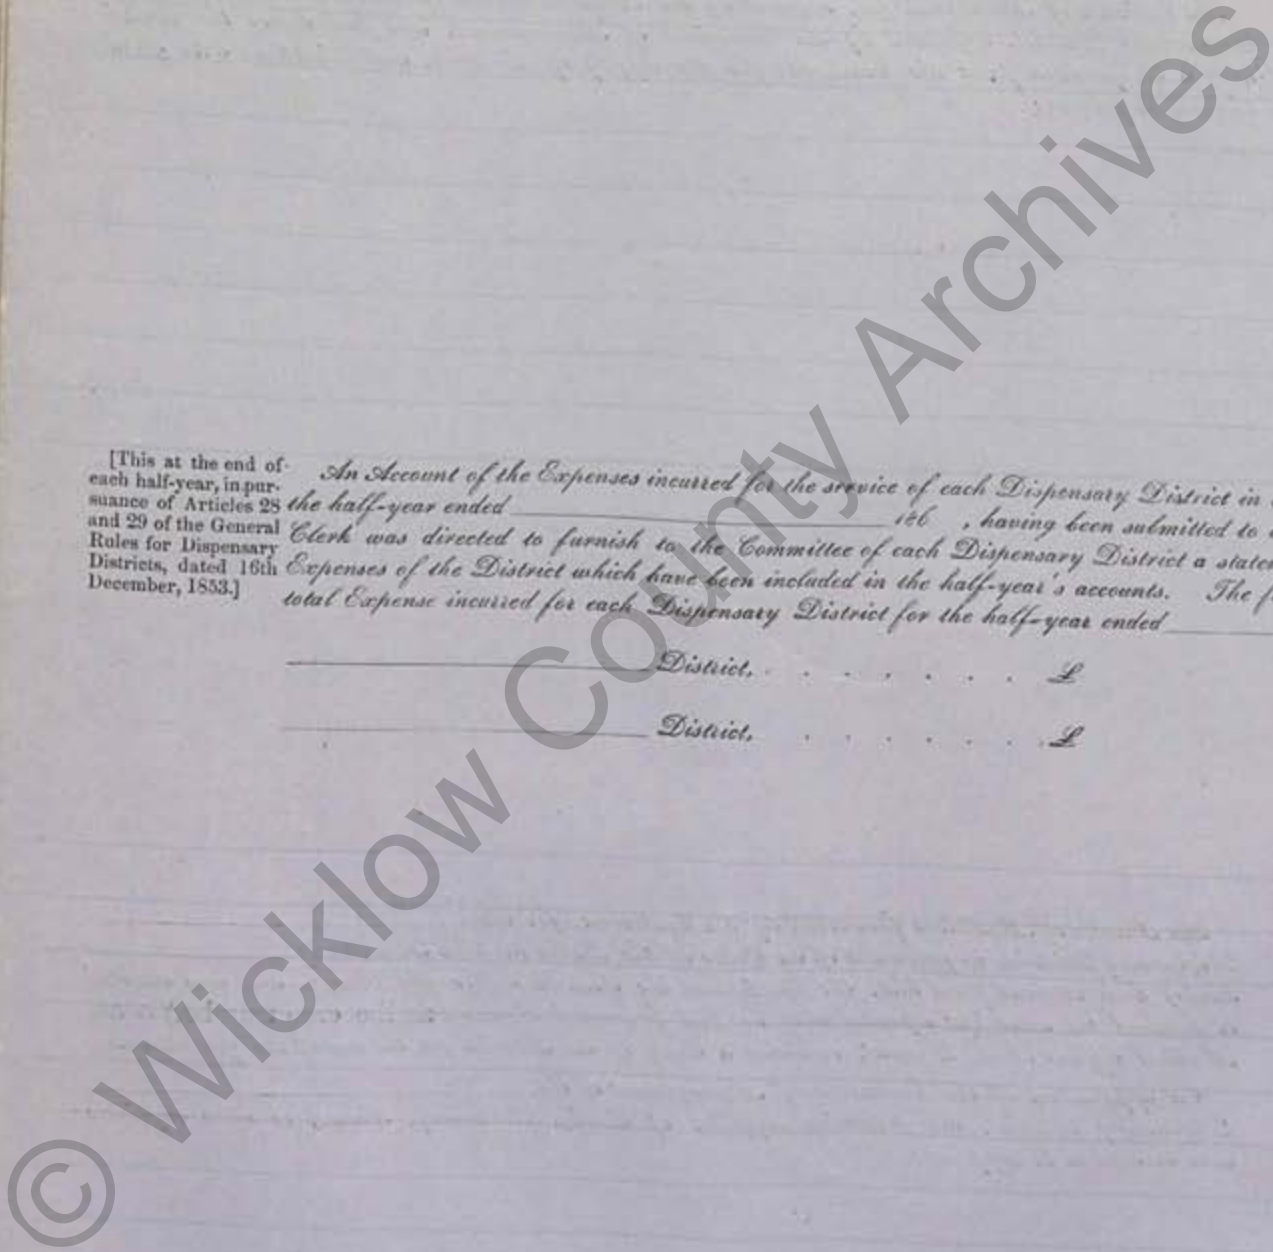 [This at the end of
each half-year, in pur-
suance of Articles 28
and 29 of the General
Rules for Dispensary
Districts, dated 16th
December, 1853.]
An Account of the Expenses incurred for the service of each Dispensary District in
the half-year ended 186 , having been submitted to
Clerk was directed to furnish to the Committee of each Dispensary District a state
Expenses of the District which have been included in the half-year's accounts. The f
total Expense incurred for each Dispensary District for the half-year ended
District, . . . . . . . £
District, . . . . . . . £
© Wicklow County Archives